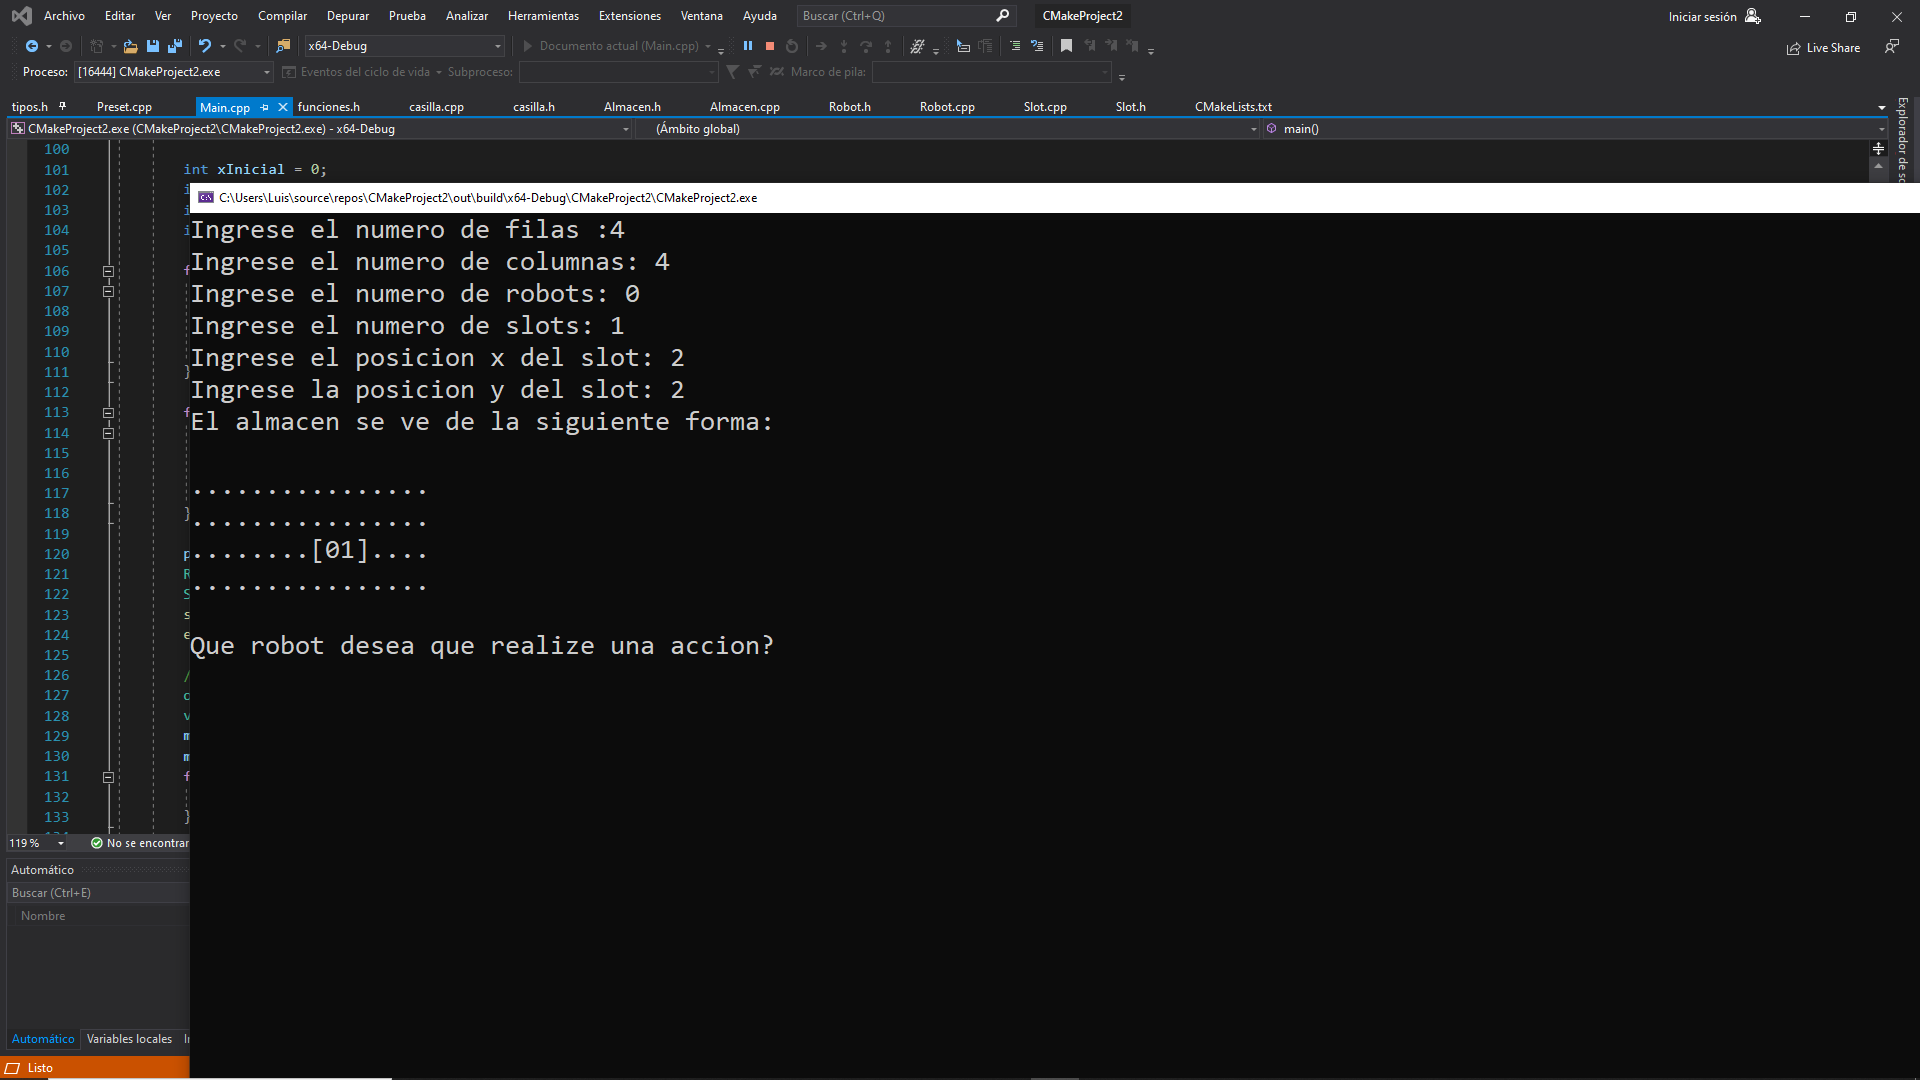 Archivo Editar Ver Proyecto Compilar Depurar Prueba Analizar Herramientas Extensiones Ventana Ayuda Buscar (Ctrl+Q) CMakeProject2 Iniciar sesión
x64-Debug Documento actual (Main.cpp) Live Share
Proceso: [16444] CMakeProject2.exe Eventos del ciclo de vida Subproceso: Marco de pila:
tipos.h Preset.cpp Main.cpp funciones.h casilla.cpp casilla.h Almacen.h Almacen.cpp Robot.h Robot.cpp Slot.cpp Slot.h CMakeLists.txt
CMakeProject2.exe (CMakeProject2\CMakeProject2.exe) - x64-Debug (Ámbito global) main()
Explorador de
100
101 int xInicial = 0;
102 i
103 i
104 i
105
106 f
107
108
109
110
111 }
112
113 f
114
115
116
117
118 }
119
120 p
121 R
122 S
123 s
124 e
125
126 /
127 c
128 v
129 m
130 m
131 f
132
133 }
C:\Users\Luis\source\repos\CMakeProject2\out\build\x64-Debug\CMakeProject2\CMakeProject2.exe
Ingrese el numero de filas :4
Ingrese el numero de columnas: 4
Ingrese el numero de robots: 0
Ingrese el numero de slots: 1
Ingrese el posicion x del slot: 2
Ingrese la posicion y del slot: 2
El almacen se ve de la siguiente forma:
................
................
........[01]....
................
Que robot desea que realize una accion?
119 % No se encontrar
Automático
Buscar (Ctrl+E)
Nombre
Automático Variables locales
Listo